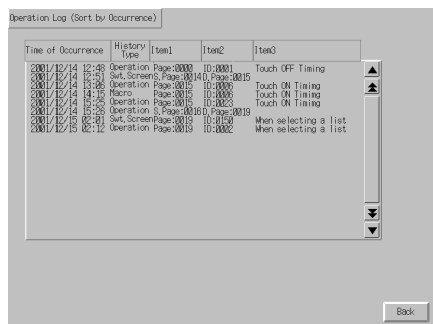 Operation Log (Sort by Occurrence)
Time of Occurrence History Type Item1 Item2 Item3
2001/12/14 12:48 Operation Page:0000 ID:0001 Touch OFF Timing
2001/12/14 12:51 Swt,Screen S,Page:0014 D,Page:0015
2001/12/14 13:06 Operation Page:0015 ID:0006 Touch ON Timimg
2001/12/14 14:15 Macro Page:0015 ID:0006 Touch ON Timimg
2001/12/14 15:25 Operation Page:0015 ID:0023 Touch ON Timimg
2001/12/14 15:26 Operation S,Page:0016 D,Page:0019
2001/12/15 02:01 Swt,Screen Page:0019 ID:0150 When selecting a list
2001/12/15 02:12 Operation Page:0019 ID:0002 When selecting a list
Back